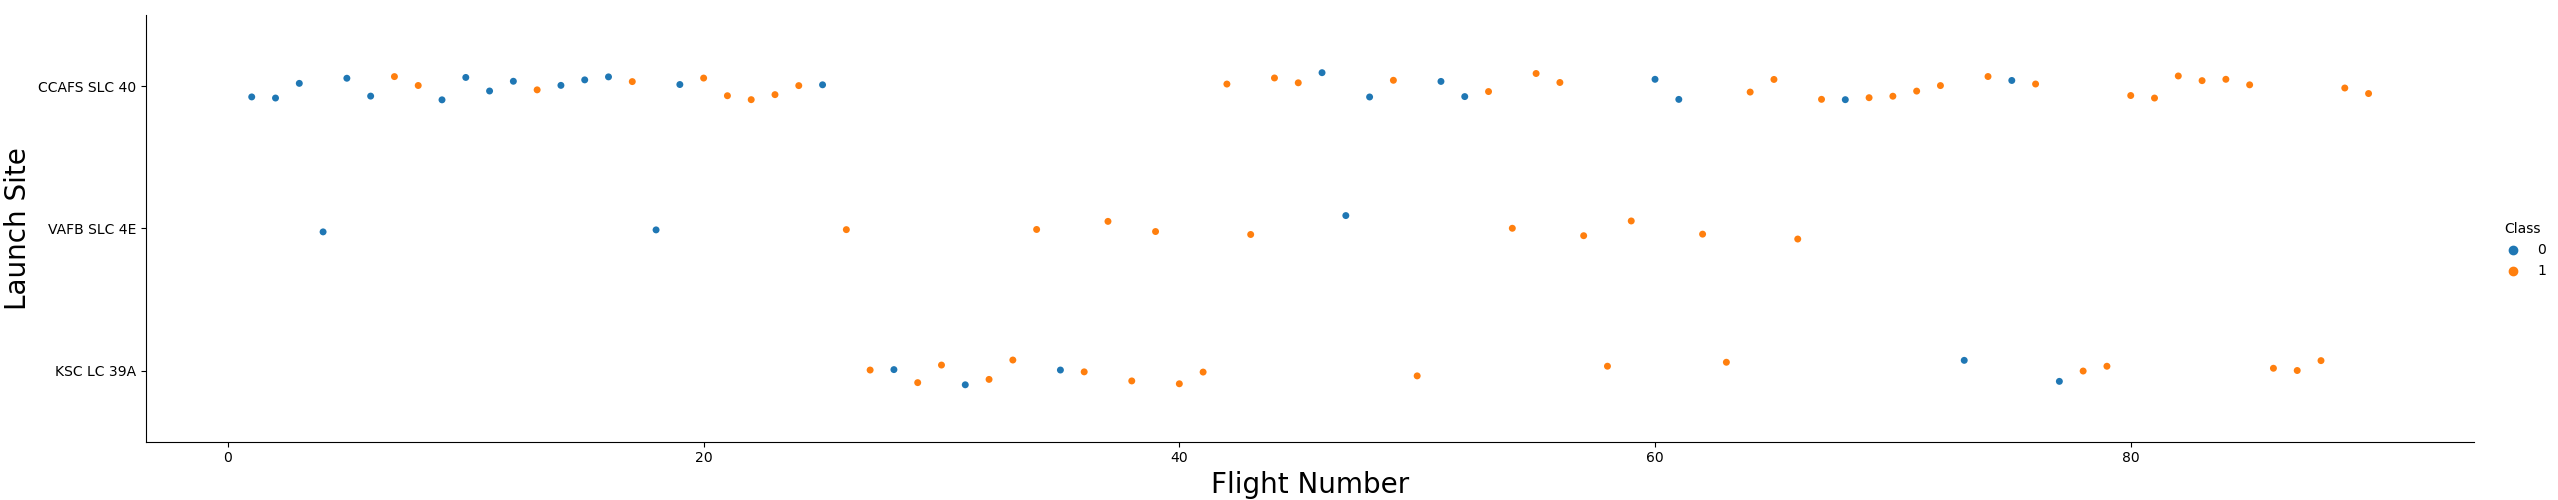 CCAFS SLC 40
VAFB SLC 4E
KSC LC 39A
Launch Site
0 20 40 60 80
Flight Number
Class
0
1